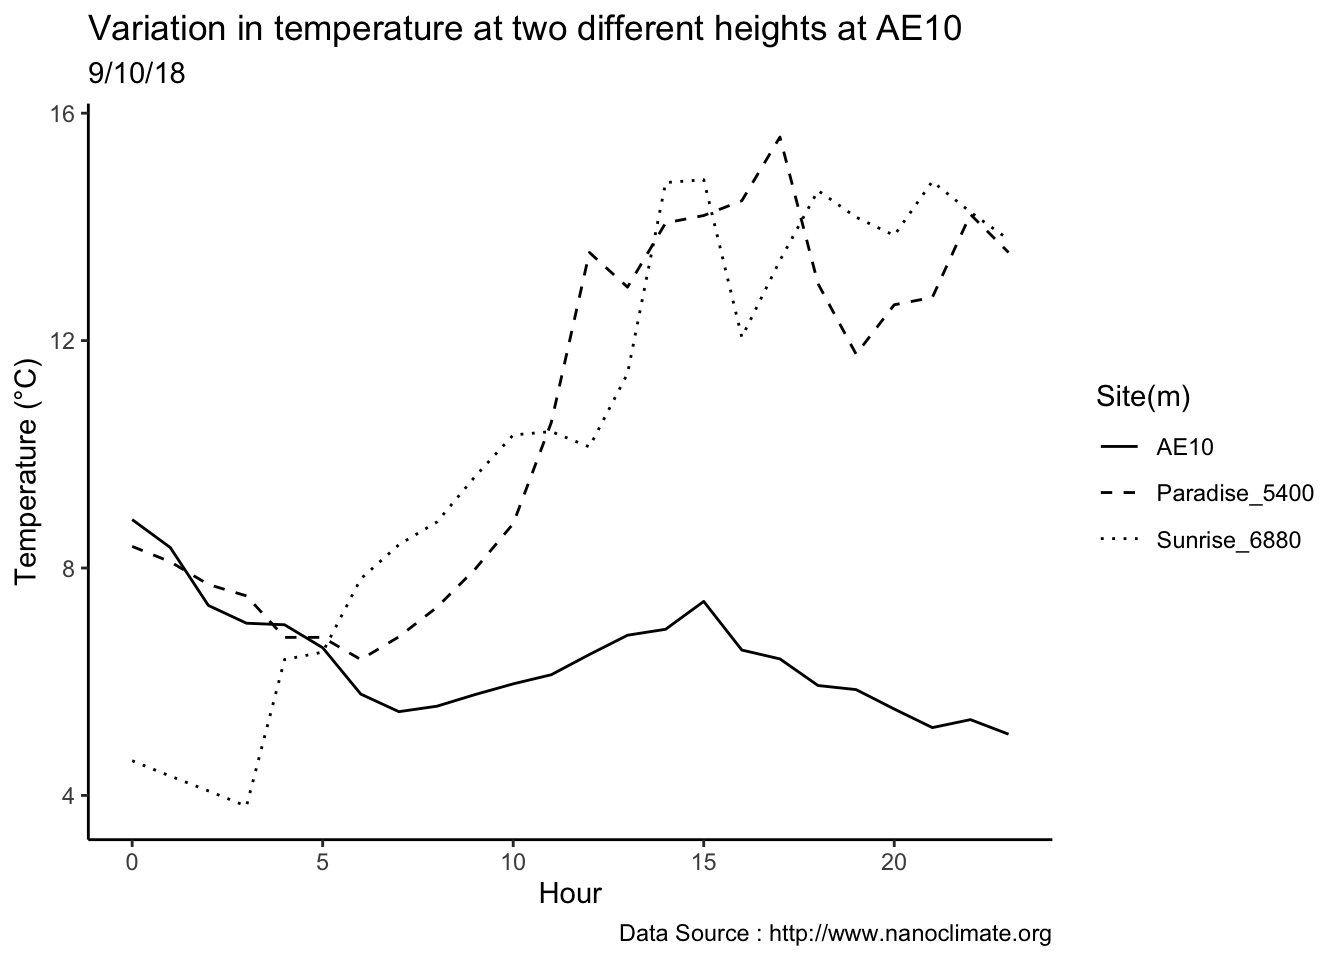 Variation in temperature at two different heights at AE10
9/10/18
16
12
8
4
Temperature (°C)
0 5 10 15 20
Hour
Site(m)
AE10
Paradise_5400
Sunrise_6880
Data Source : http://www.nanoclimate.org